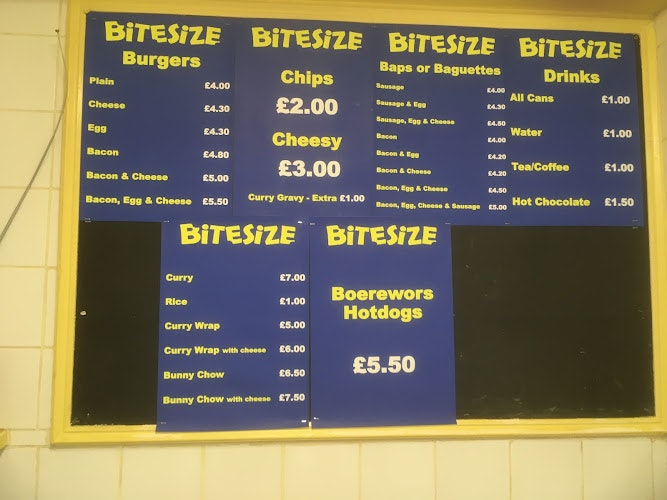 BiTESiZE
Burgers
Plain £4.00
Cheese £4.30
Egg £4.30
Bacon £4.80
Bacon & Cheese £5.00
Bacon, Egg & Cheese £5.50
BiTESiZE
Chips
£2.00
Cheesy
£3.00
Curry Gravy - Extra £1.00
BiTESiZE
Baps or Baguettes
Sausage £4.00
Sausage & Egg £4.30
Sausage, Egg & Cheese £4.50
Bacon £4.00
Bacon & Egg £4.20
Bacon & Cheese £4.20
Bacon, Egg & Cheese £4.50
Bacon, Egg, Cheese & Sausage £5.00
BiTESiZE
Drinks
All Cans £1.00
Water £1.00
Tea/Coffee £1.00
Hot Chocolate £1.50
BiTESiZE
Curry £7.00
Rice £1.00
Curry Wrap £5.00
Curry Wrap with cheese £6.00
Bunny Chow £6.50
Bunny Chow with cheese £7.50
BiTESiZE
Boerewors
Hotdogs
£5.50